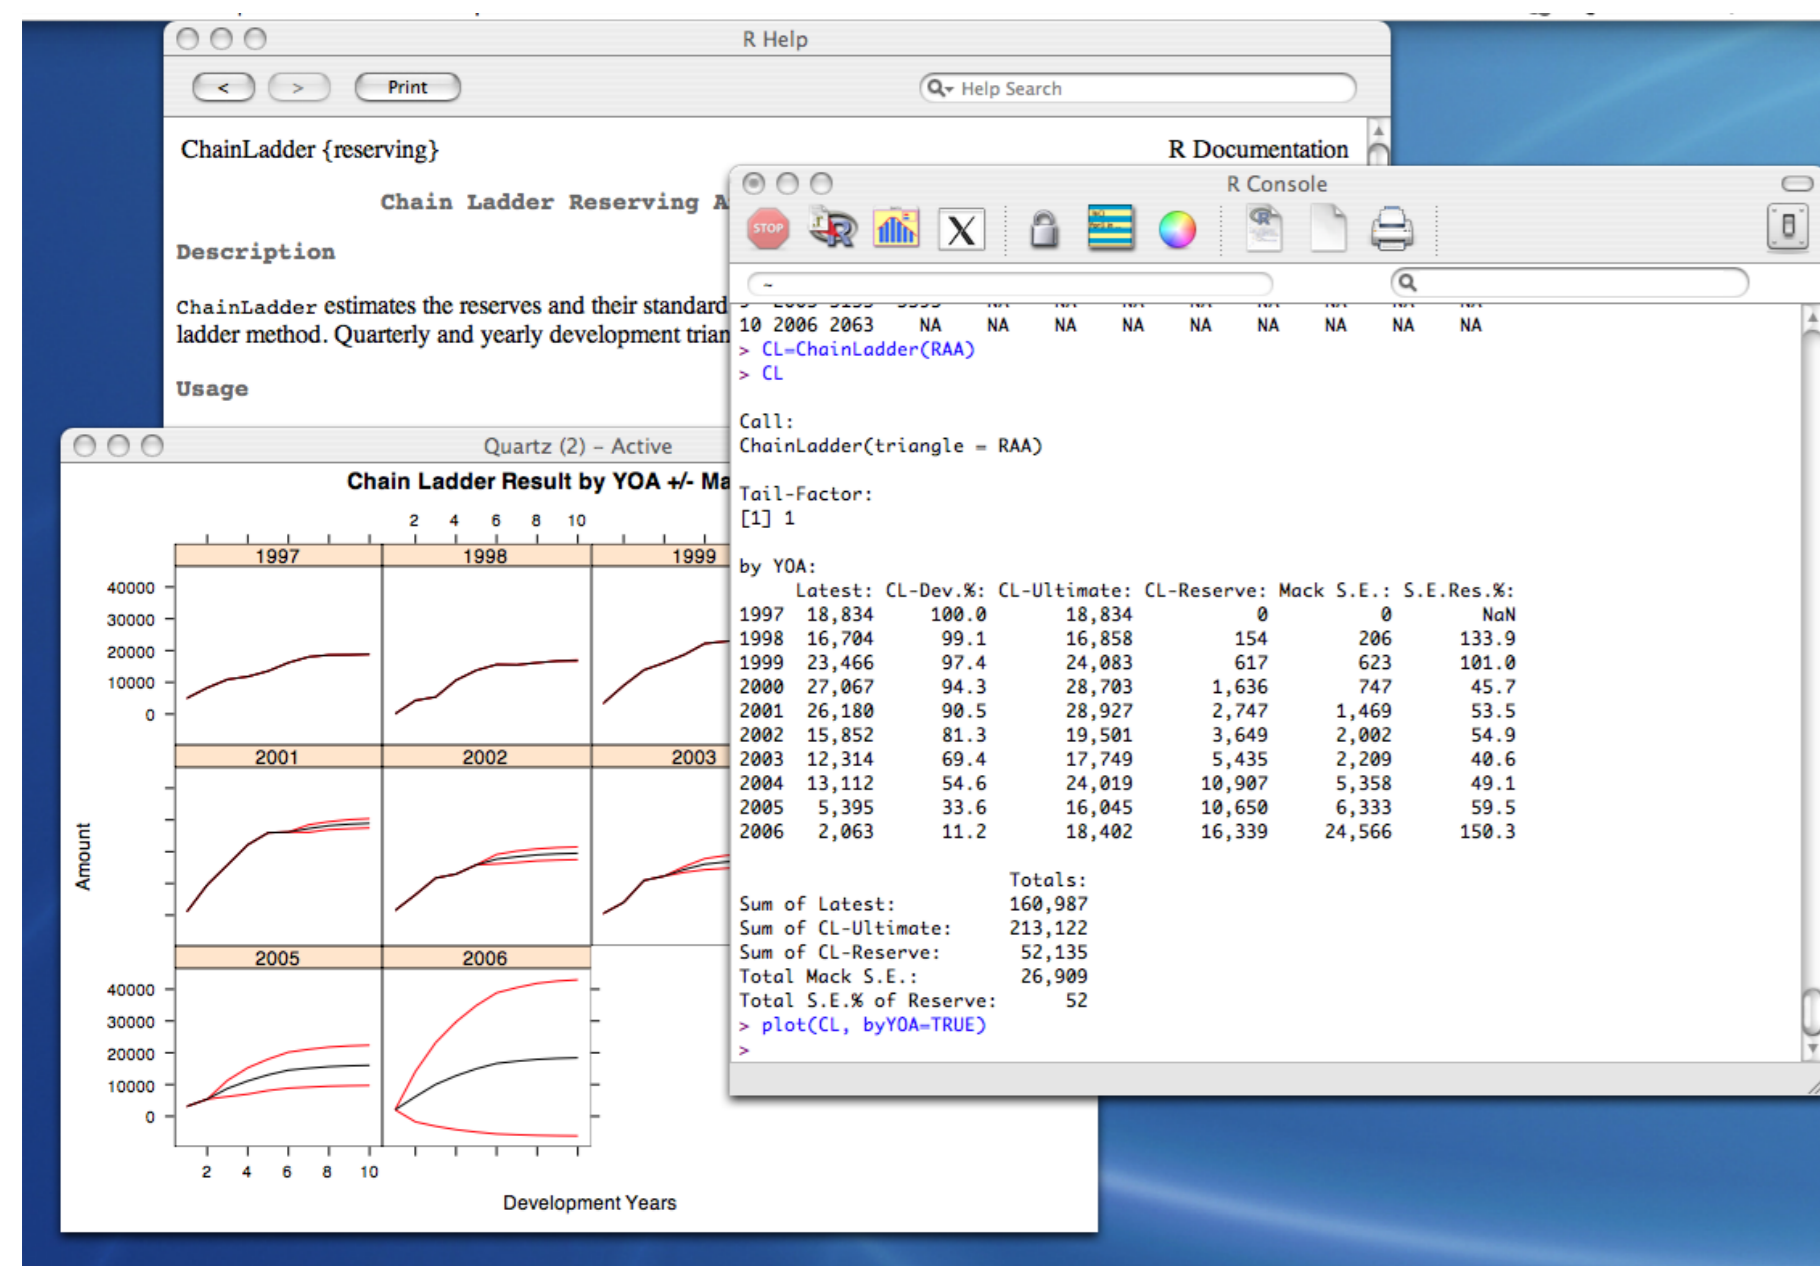 R Help
< > Print Help Search
ChainLadder {reserving} R Documentation
Chain Ladder Reserving
Description
ChainLadder estimates the reserves and their standard
ladder method. Quarterly and yearly development
Usage
R Console
STOP
X
~
10 2006 2063 NA NA NA NA NA NA NA NA NA
> CL=ChainLadder(RAA)
> CL
Call:
ChainLadder(triangle = RAA)
Tail-Factor:
[1] 1
by YOA:
Latest: CL-Dev.%: CL-Ultimate: CL-Reserve: Mack S.E.: S.E.Res.%:
1997 18,834 100.0 18,834 0 0 NaN
1998 16,704 99.1 16,858 154 206 133.9
1999 23,466 97.4 24,083 617 623 101.0
2000 27,067 94.3 28,703 1,636 747 45.7
2001 26,180 90.5 28,927 2,747 1,469 53.5
2002 15,852 81.3 19,501 3,649 2,002 54.9
2003 12,314 69.4 17,749 5,435 2,209 40.6
2004 13,112 54.6 24,019 10,907 5,358 49.1
2005 5,395 33.6 16,045 10,650 6,333 59.5
2006 2,063 11.2 18,402 16,339 24,566 150.3
Totals:
Sum of Latest: 160,987
Sum of CL-Ultimate: 213,122
Sum of CL-Reserve: 52,135
Total Mack S.E.: 26,909
Total S.E.% of Reserve: 52
> plot(CL, byYOA=TRUE)
>
Quartz (2) – Active
Chain Ladder Result by YOA +/-
2 4 6 8 10
1997 1998 1999
40000
30000
20000
10000
0
2001 2002 2003
Amount
2005 2006
40000
30000
20000
10000
0
2 4 6 8 10
Development Years